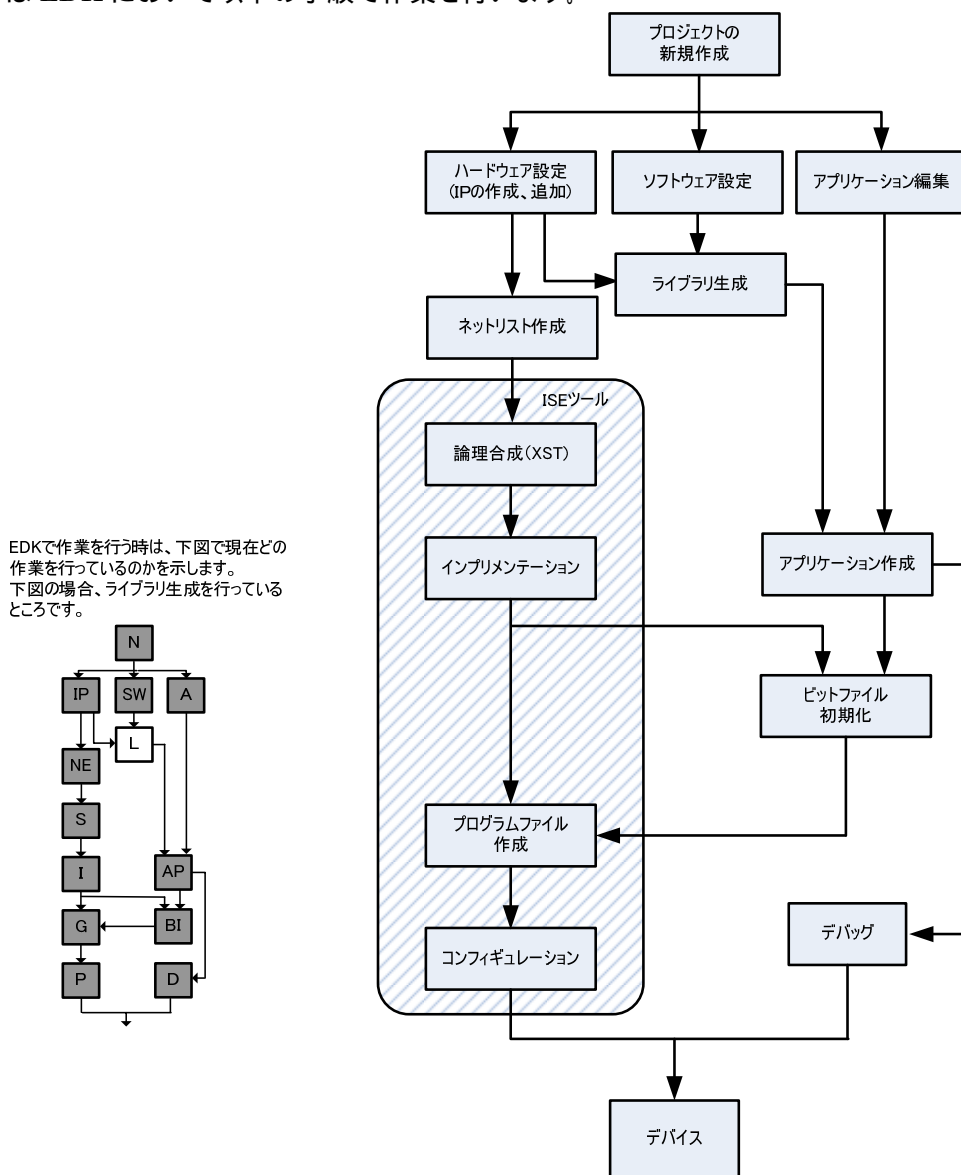 プロジェクトの
新規作成
ハードウェア設定
(IPの作成、追加)
ソフトウェア設定
アプリケーション編集
ライブラリ生成
ネットリスト作成
ISEツール
論理合成(XST)
インプリメンテーション
アプリケーション作成
ビットファイル
初期化
プログラムファイル
作成
コンフィギュレーション
デバッグ
デバイス
EDKで作業を行う時は、下図で現在どの
作業を行っているのかを示します。
下図の場合、ライブラリ生成を行っている
ところです。
N
IP
SW
A
L
NE
S
I
AP
G
BI
P
D